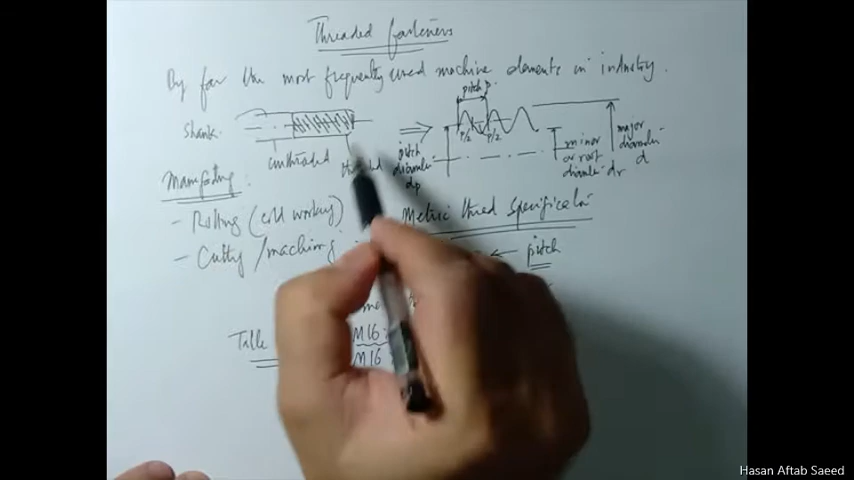 Threaded fasteners
By far the most frequently used machine elements in industry.
Shank
unthreaded
pitch P
P/2 P/2
pitch diameter dp
minor or root diameter dr
major diameter d
- Rolling (cold working)
- Cutting / machining
Metric thread specification
pitch
M16
Table
M16
Hasan Aftab Saeed